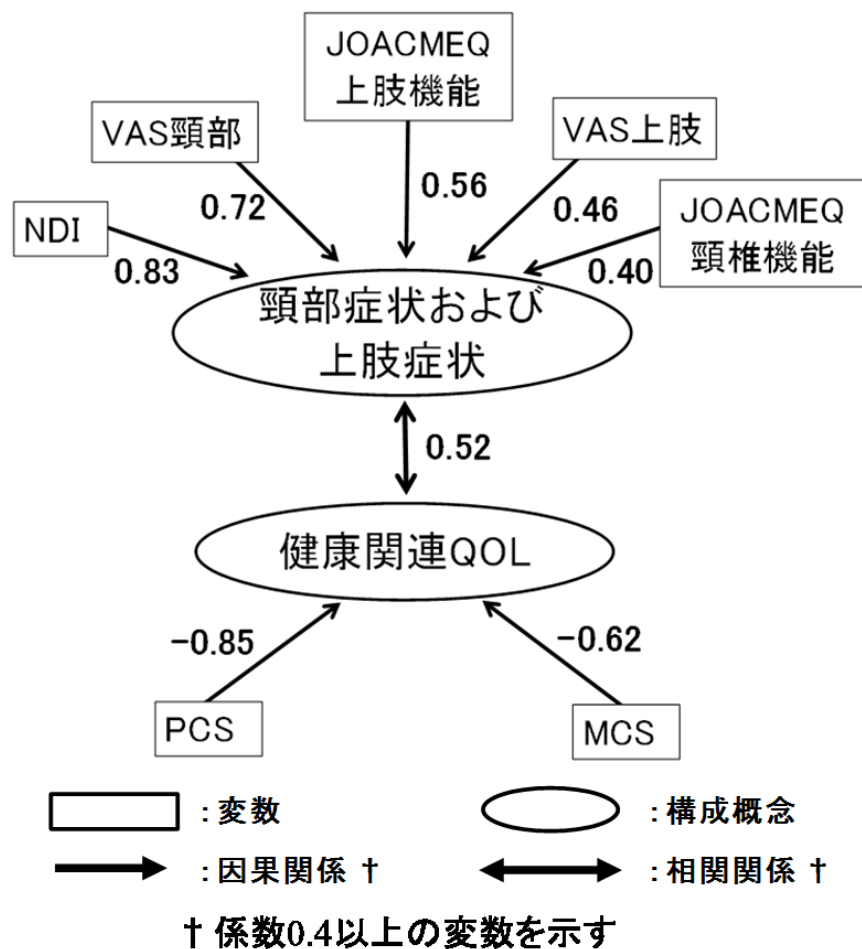 JOACMEQ
上肢機能
VAS頸部
VAS上肢
NDI
JOACMEQ
頸椎機能
0.83
0.72
0.56
0.46
0.40
頸部症状および
上肢症状
0.52
健康関連QOL
-0.85
-0.62
PCS
MCS
:変数
:構成概念
:因果関係 †
:相関関係 †
† 係数0.4以上の変数を示す